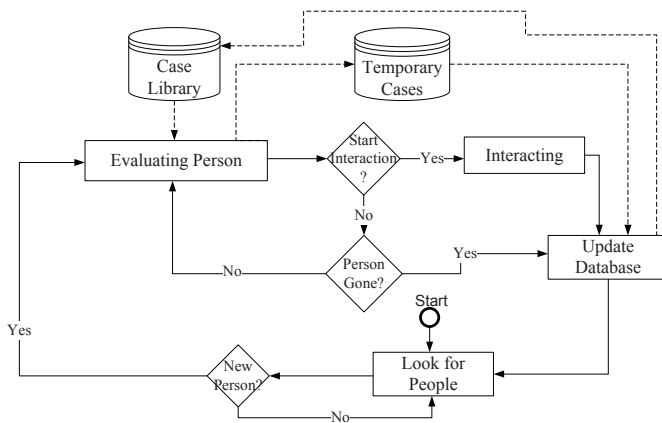 Case
Library
Temporary
Cases
Evaluating Person
Start
Interaction
?
Yes
Interacting
No
Person
Gone?
No
Yes
Update
Database
Start
Yes
New
Person?
Look for
People
No